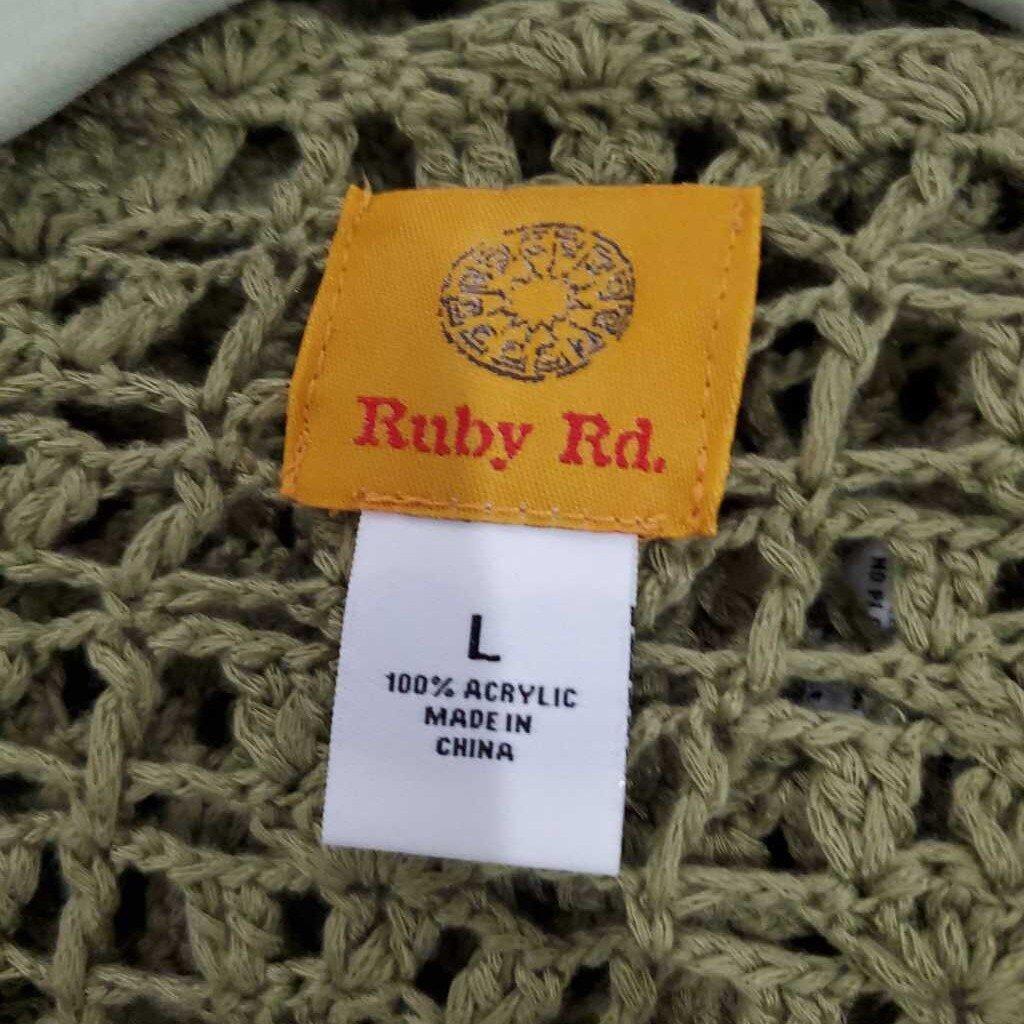 Ruby Rd.
L
100% ACRYLIC
MADE IN
CHINA